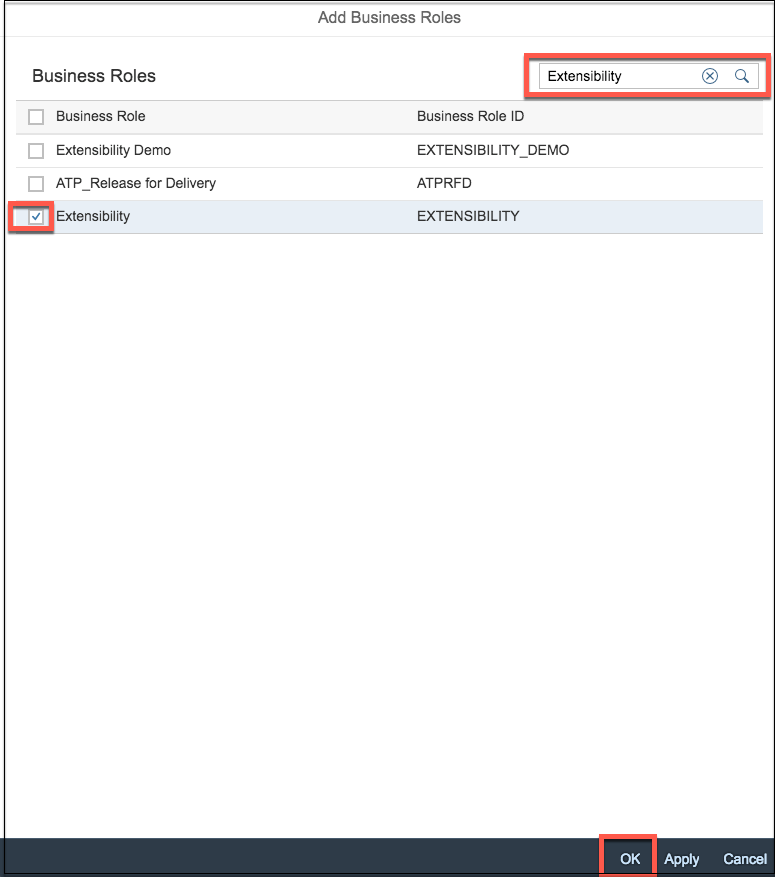 Add Business Roles
Business Roles
Extensibility
Business Role Business Role ID
Extensibility Demo EXTENSIBILITY_DEMO
ATP_Release for Delivery ATPRFD
Extensibility EXTENSIBILITY
OK Apply Cancel